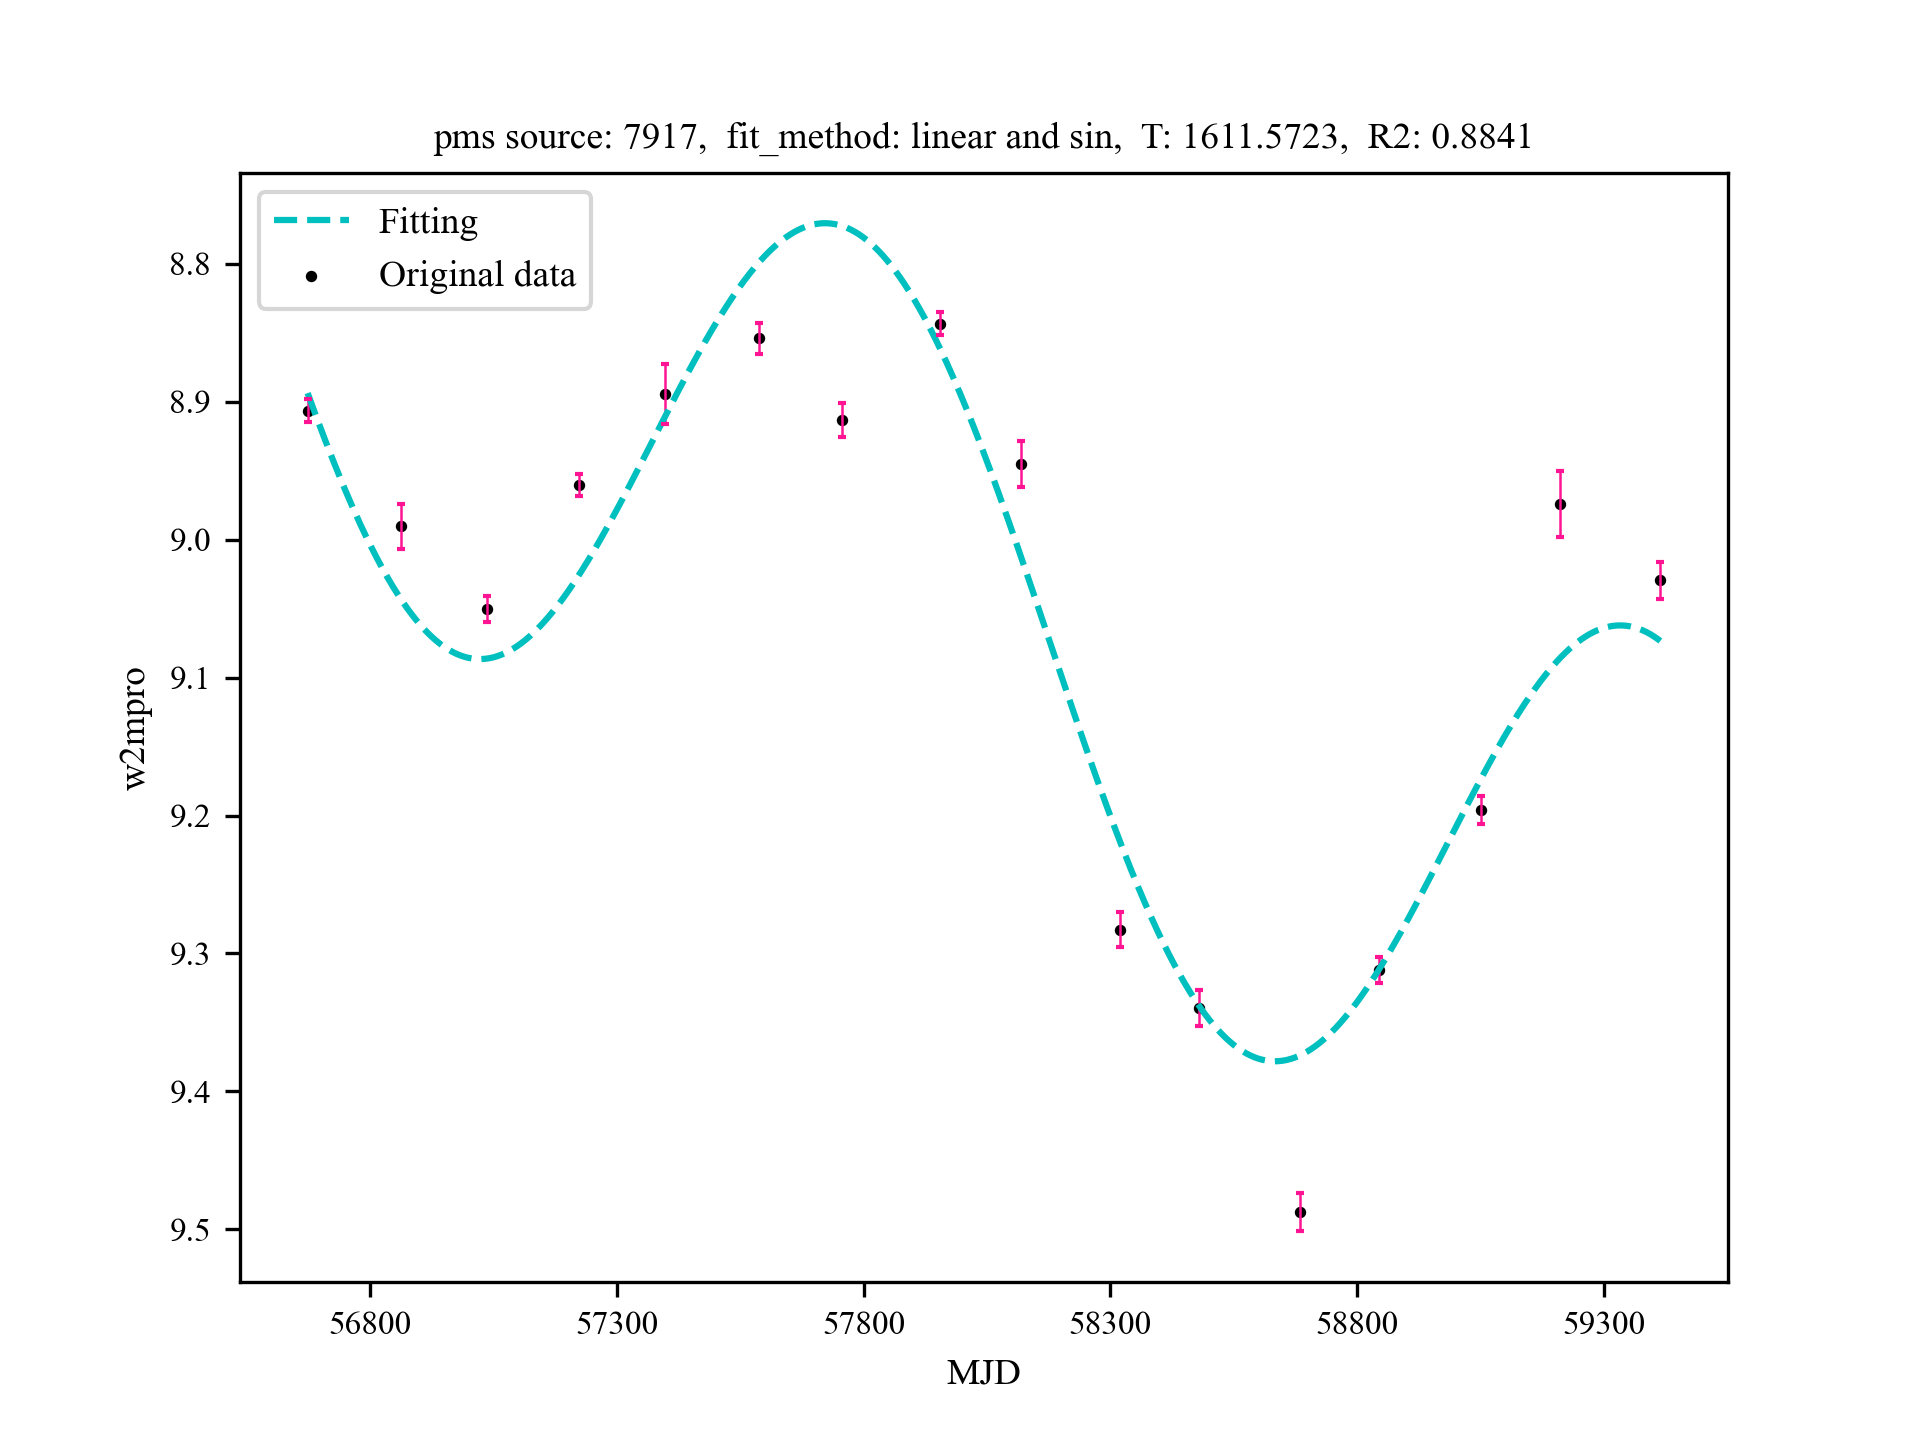 pms source: 7917,  fit_method: linear and sin,  T: 1611.5723,  R2: 0.8841
Fitting
Original data
8.8
8.9
9.0
9.1
9.2
9.3
9.4
9.5
w2mpro
56800 57300 57800 58300 58800 59300
MJD